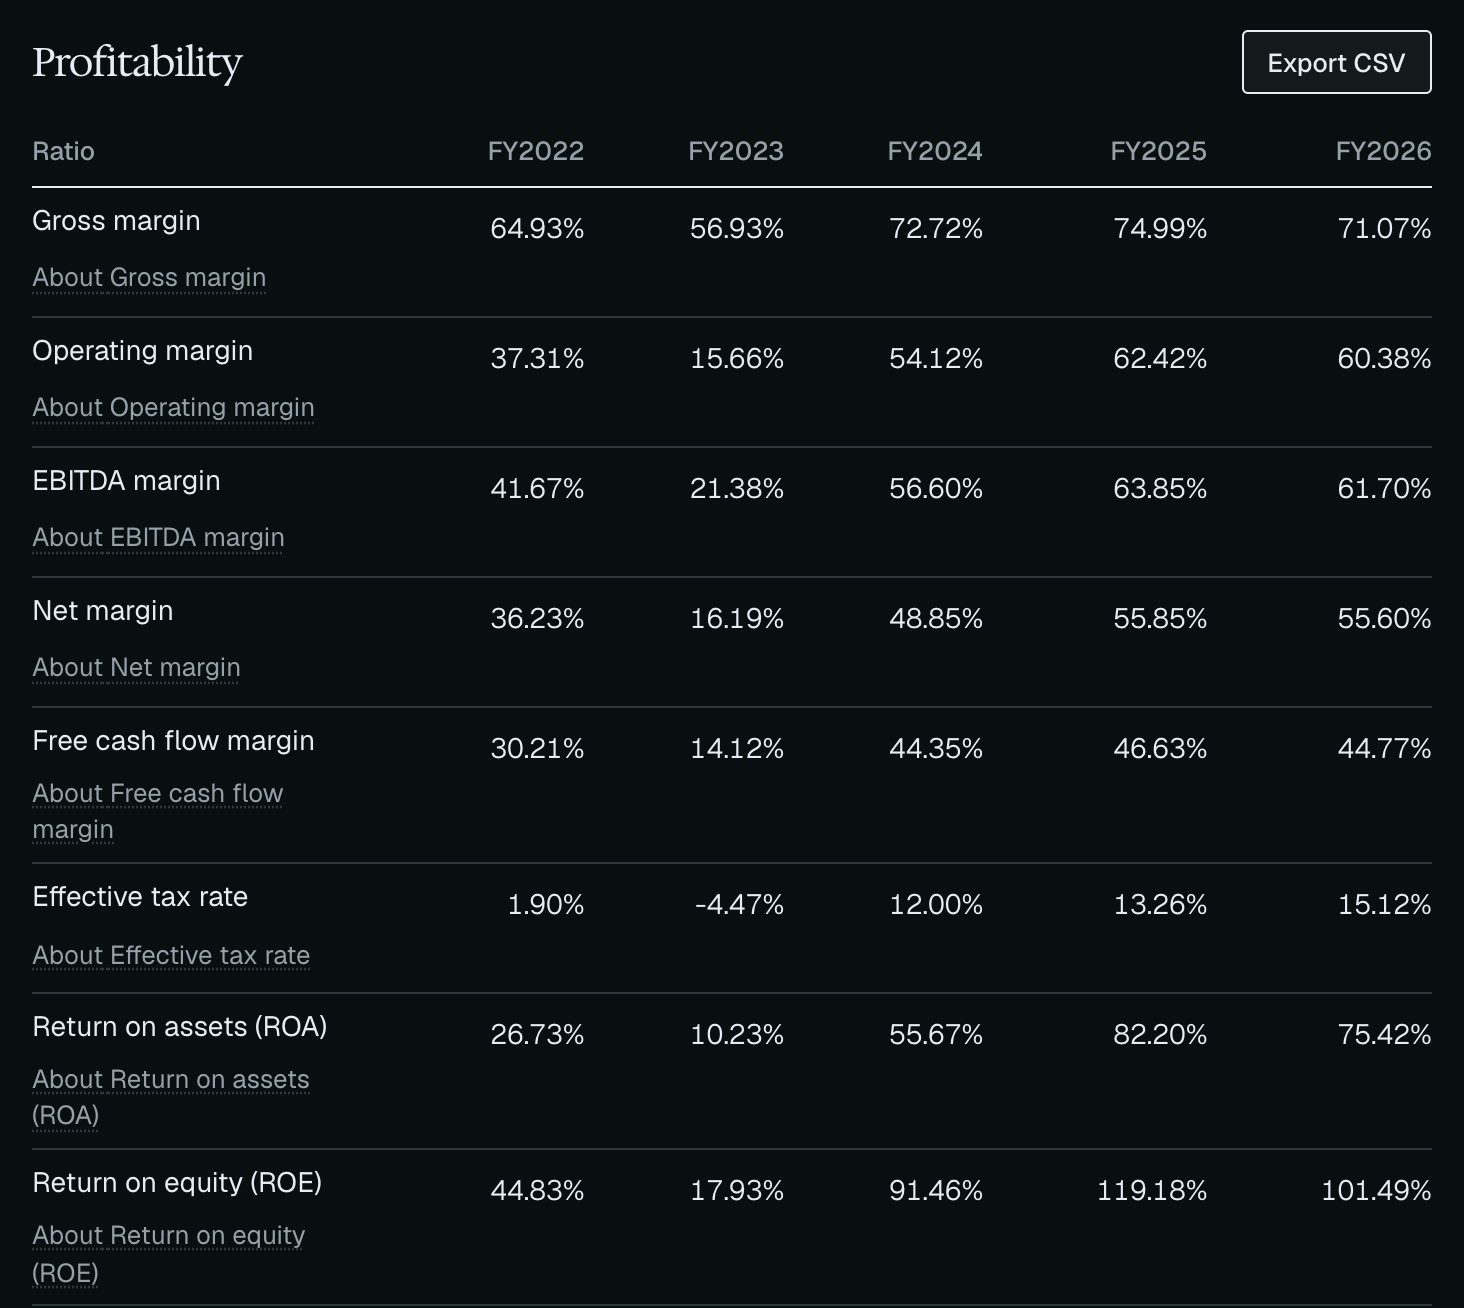 Profitability
Export CSV
Ratio FY2022 FY2023 FY2024 FY2025 FY2026
Gross margin 64.93% 56.93% 72.72% 74.99% 71.07%
About Gross margin
Operating margin 37.31% 15.66% 54.12% 62.42% 60.38%
About Operating margin
EBITDA margin 41.67% 21.38% 56.60% 63.85% 61.70%
About EBITDA margin
Net margin 36.23% 16.19% 48.85% 55.85% 55.60%
About Net margin
Free cash flow margin 30.21% 14.12% 44.35% 46.63% 44.77%
About Free cash flow
margin
Effective tax rate 1.90% -4.47% 12.00% 13.26% 15.12%
About Effective tax rate
Return on assets (ROA) 26.73% 10.23% 55.67% 82.20% 75.42%
About Return on assets
(ROA)
Return on equity (ROE) 44.83% 17.93% 91.46% 119.18% 101.49%
About Return on equity
(ROE)